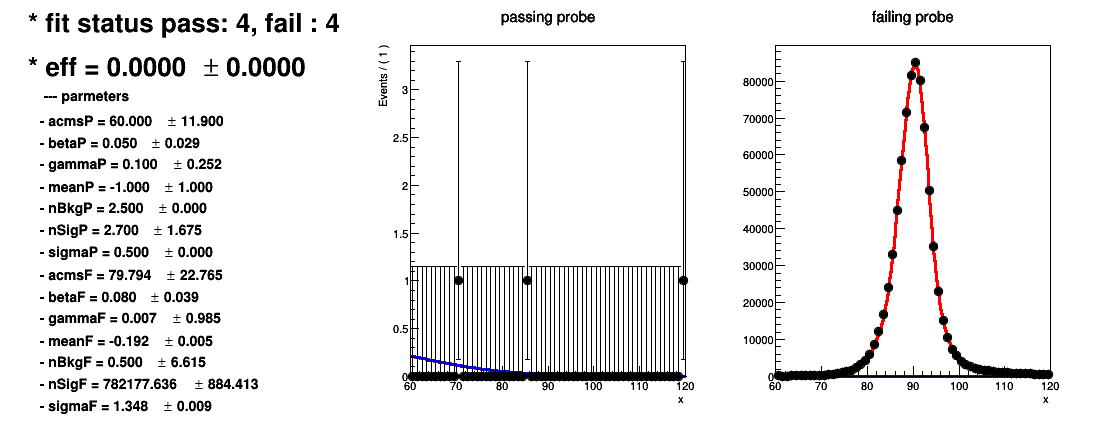 * fit status pass: 4, fail : 4
* eff = 0.0000 ± 0.0000
--- parmeters
- acmsP = 60.000 ± 11.900
- betaP = 0.050 ± 0.029
- gammaP = 0.100 ± 0.252
- meanP = -1.000 ± 1.000
- nBkgP = 2.500 ± 0.000
- nSigP = 2.700 ± 1.675
- sigmaP = 0.500 ± 0.000
- acmsF = 79.794 ± 22.765
- betaF = 0.080 ± 0.039
- gammaF = 0.007 ± 0.985
- meanF = -0.192 ± 0.005
- nBkgF = 0.500 ± 6.615
- nSigF = 782177.636 ± 884.413
- sigmaF = 1.348 ± 0.009
passing probe
Events / ( 1 )
3
2.5
2
1.5
1
0.5
0
60 70 80 90 100 110 120
x
failing probe
80000
70000
60000
50000
40000
30000
20000
10000
0
60 70 80 90 100 110 120
x